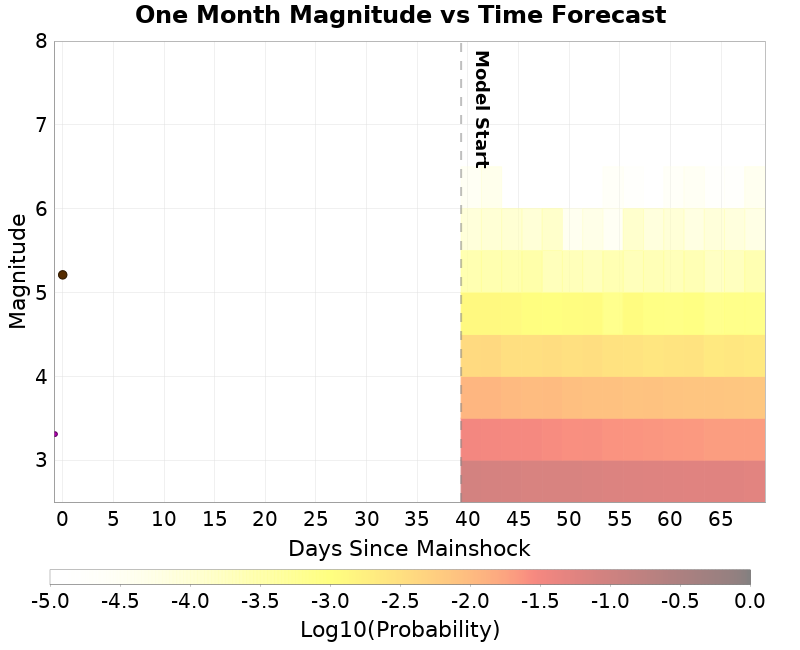 One Month Magnitude vs Time Forecast
8
7
6
5
4
3
Magnitude
Model Start
0 5 10 15 20 25 30 35 40 45 50 55 60 65
Days Since Mainshock
-5.0 -4.5 -4.0 -3.5 -3.0 -2.5 -2.0 -1.5 -1.0 -0.5 0.0
Log10(Probability)